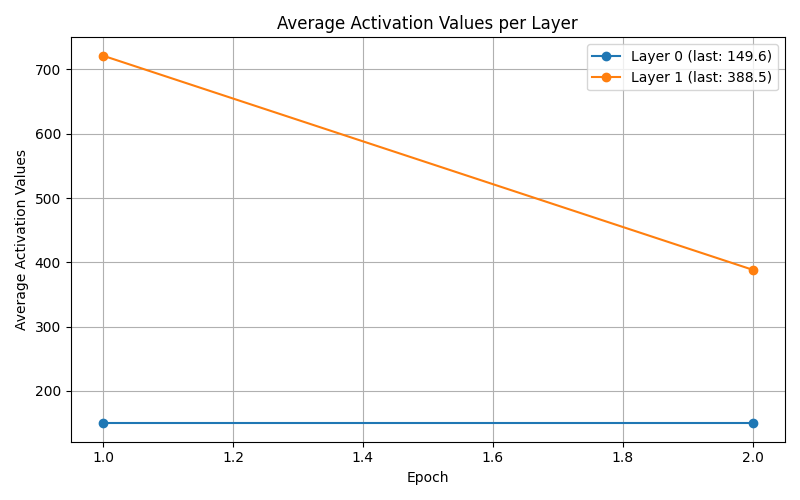 Average Activation Values per Layer
Layer 0 (last: 149.6)
Layer 1 (last: 388.5)
Average Activation Values
700
600
500
400
300
200
1.0 1.2 1.4 1.6 1.8 2.0
Epoch